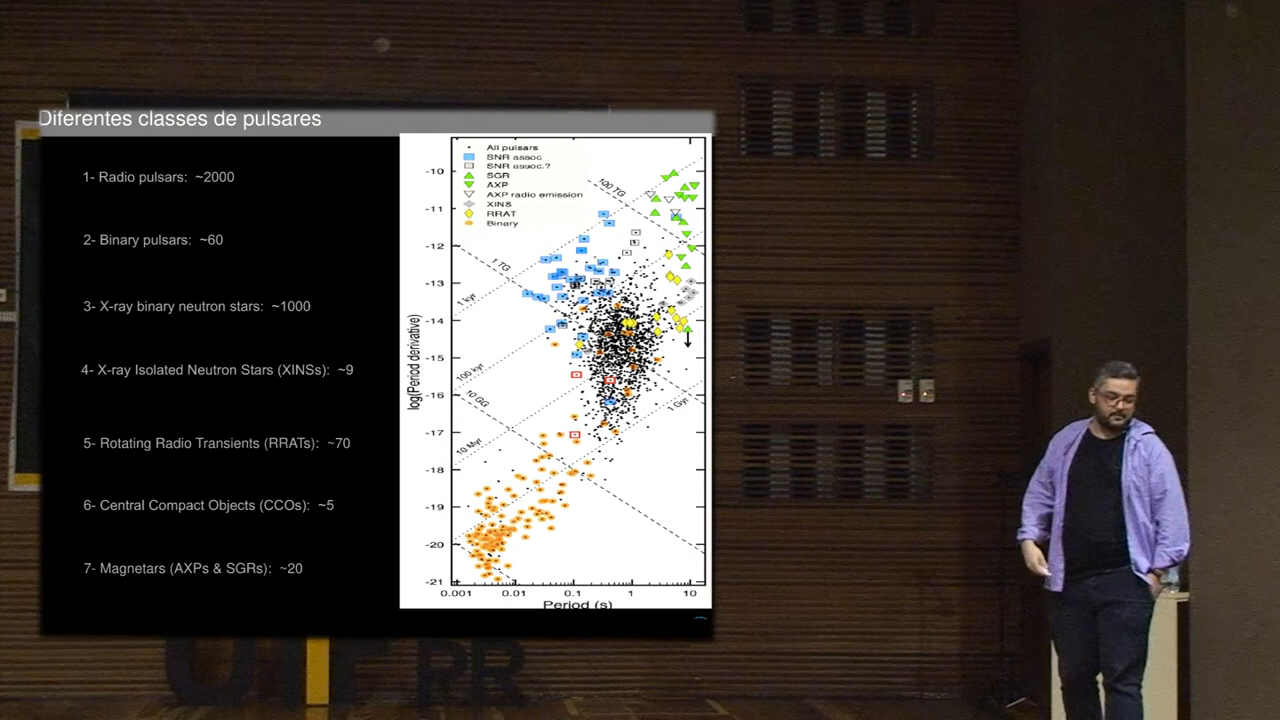 Diferentes classes de pulsares
1- Radio pulsars: ~2000
2- Binary pulsars: ~60
3- X-ray binary neutron stars: ~1000
4- X-ray Isolated Neutron Stars (XINSs): ~9
5- Rotating Radio Transients (RRATs): ~70
6- Central Compact Objects (CCOs): ~5
7- Magnetars (AXPs & SGRs): ~20
All pulsars
SNR assoc
SNR assoc.?
SGR
AXP
AXP radio emission
XINS
RRAT
Binary
100 TG
1 TG
1 kyr
100 kyr
10 GG
10 Myr
1 Gyr
log(Period derivative)
-10
-11
-12
-13
-14
-15
-16
-17
-18
-19
-20
-21
0.001 0.01 0.1 1 10
Period (s)
UTFPR